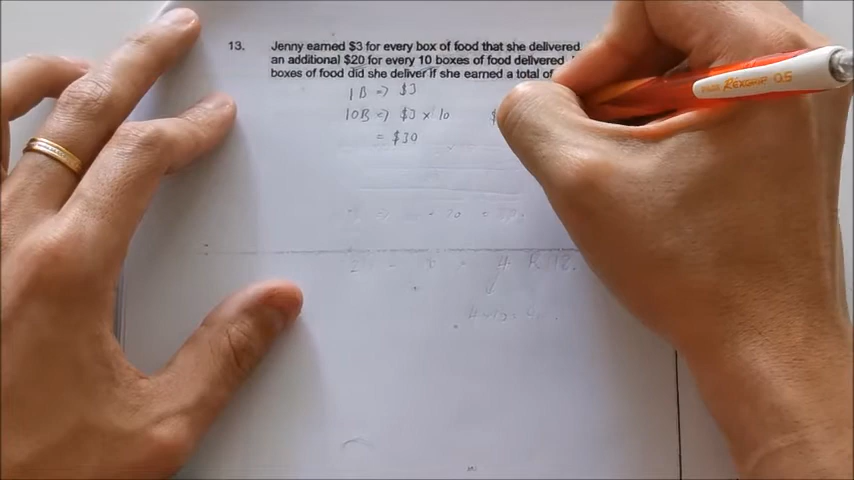 13. Jenny earned $3 for every box of food that she delivered
an additional $20 for every 10 boxes of food delivered.
boxes of food did she deliver if she earned a total of
1B => $3
10B => $3 × 10 $
= $30
4 R 12.
REXGRIP 0.5